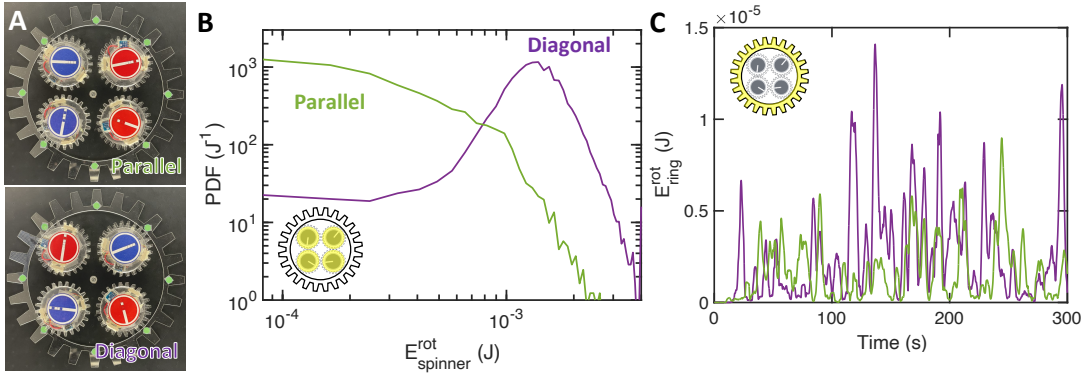 A
Parallel
Diagonal
B
Diagonal
Parallel
PDF (J⁻¹)
10³
10²
10¹
10⁰
10⁻⁴
10⁻³
E^rot_spinner (J)
C
×10⁻⁵
1.5
1
0.5
0
E^rot_ring (J)
0
100
200
300
Time (s)